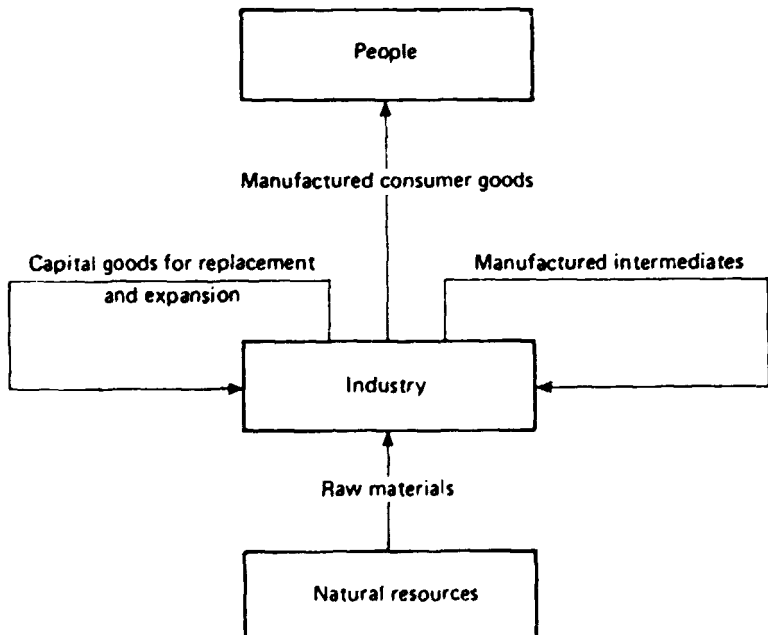 People
Manufactured consumer goods
Capital goods for replacement
and expansion
Manufactured intermediates
Industry
Raw materials
Natural resources